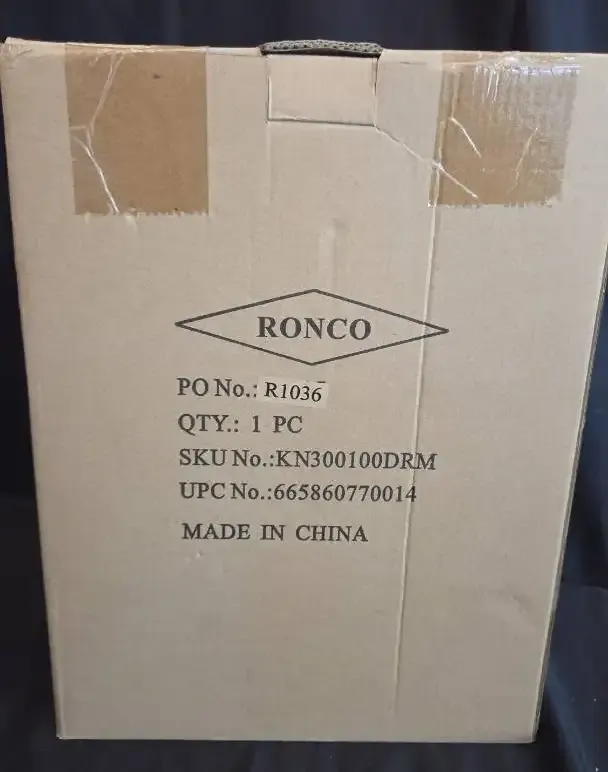 RONCO
PO No.: R1036
QTY.: 1 PC
SKU No.:KN300100DRM
UPC No.:665860770014
MADE IN CHINA